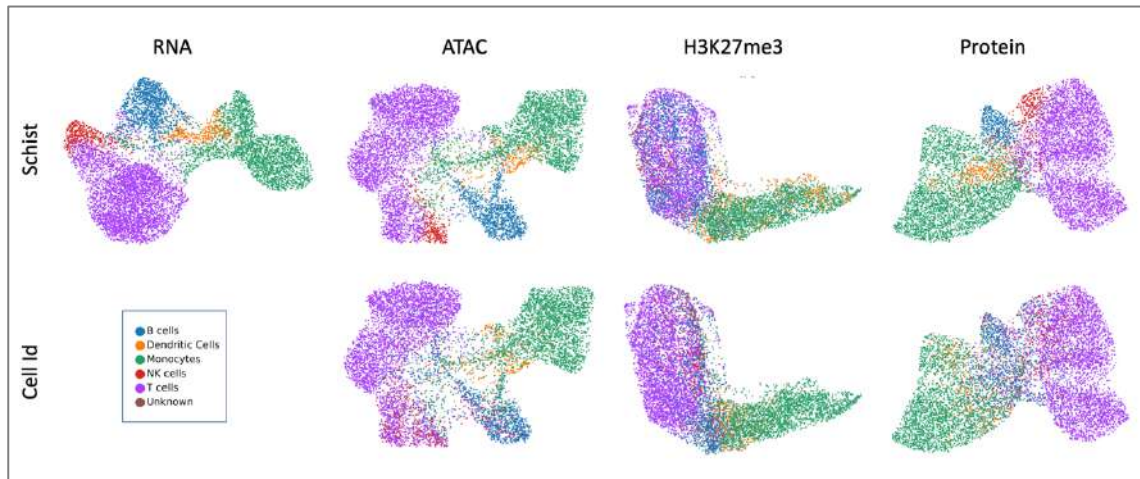 RNA
ATAC
H3K27me3
Protein
Schist
Cell Id
B cells
Dendritic Cells
Monocytes
NK cells
T cells
Unknown